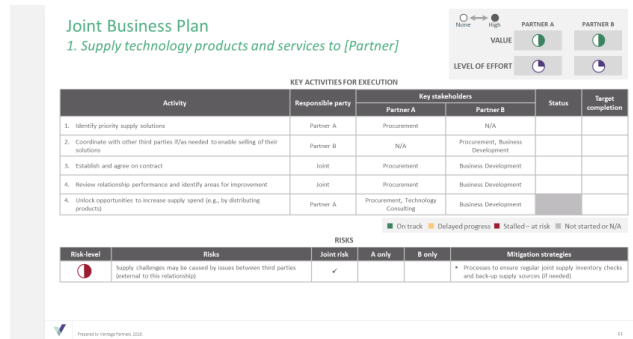 Joint Business Plan
1. Supply technology products and services to [Partner]
None
High
PARTNER A
PARTNER B
VALUE
LEVEL OF EFFORT
KEY ACTIVITIES FOR EXECUTION
Activity
Responsible party
Key stakeholders
Partner A
Partner B
Status
Target
completion
1. Identify priority supply solutions
Partner A
Procurement
N/A
2. Coordinate with other third parties if/as needed to enable selling of their
solutions
Partner B
N/A
Procurement, Business
Development
3. Establish and agree on contract
Joint
Procurement
Business Development
4. Review relationship performance and identify areas for improvement
Joint
Procurement
Business Development
4. Unlock opportunities to increase supply spend (e.g., by distributing
products)
Partner A
Procurement, Technology
Consulting
Business Development
On track
Delayed progress
Stalled – at risk
Not started or N/A
RISKS
Risk-level
Risks
Joint risk
A only
B only
Mitigation strategies
Supply challenges may be caused by issues between third parties
(external to this relationship)
✓
• Processes to ensure regular joint supply inventory checks
and back-up supply sources (if needed)
Prepared by Vantage Partners, 2018